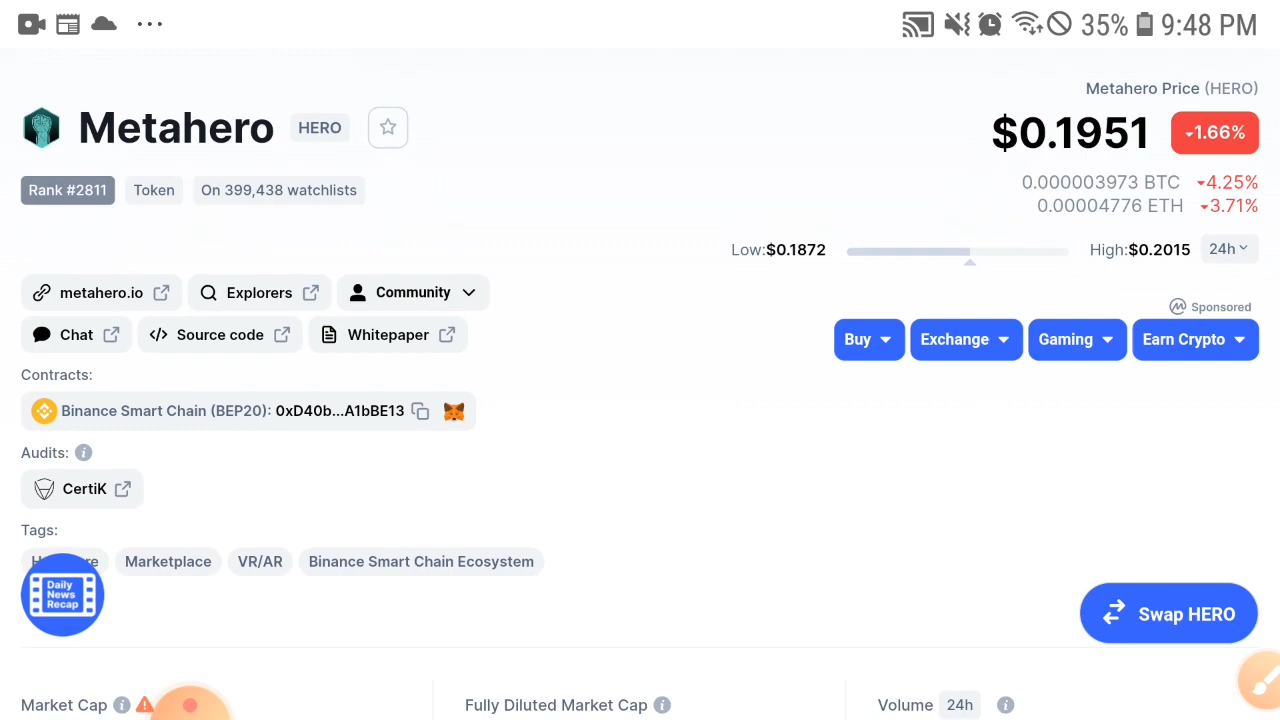 35% 9:48 PM
Metahero Price (HERO)
Metahero HERO
$0.1951 1.66%
Rank #2811 Token On 399,438 watchlists
0.000003973 BTC 4.25%
0.00004776 ETH 3.71%
Low:$0.1872 High:$0.2015 24h
metahero.io Explorers Community
Sponsored
Chat Source code Whitepaper
Buy Exchange Gaming Earn Crypto
Contracts:
Binance Smart Chain (BEP20): 0xD40b...A1bBE13
Audits:
CertiK
Tags:
Marketplace VR/AR Binance Smart Chain Ecosystem
Daily
News
Recap
Swap HERO
Market Cap Fully Diluted Market Cap Volume 24h